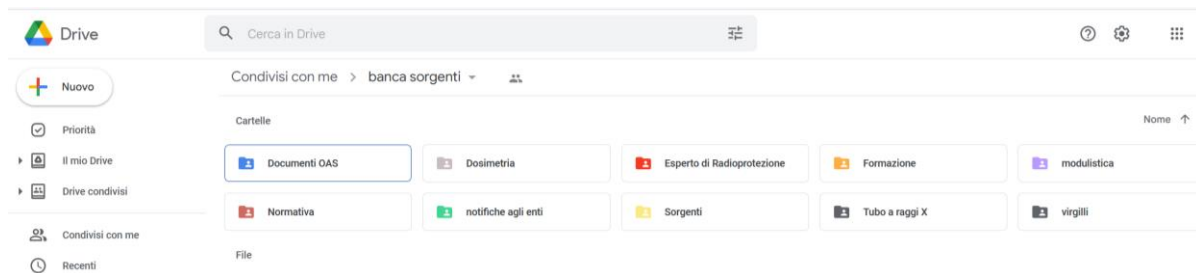 Drive
Cerca in Drive
Nuovo
Condivisi con me > banca sorgenti
Priorità
Il mio Drive
Drive condivisi
Condivisi con me
Recenti
Cartelle
Nome ↑
Documenti OAS
Dosimetria
Esperto di Radioprotezione
Formazione
modulistica
Normativa
notifiche agli enti
Sorgenti
Tubo a raggi X
virgilli
File